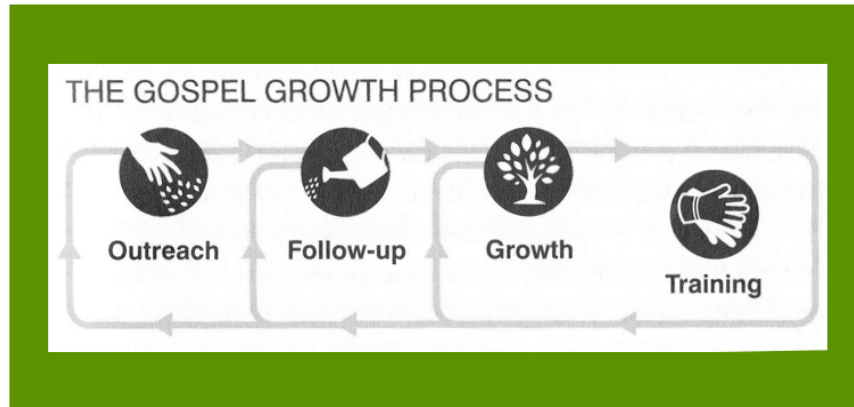 THE GOSPEL GROWTH PROCESS
Outreach
Follow-up
Growth
Training